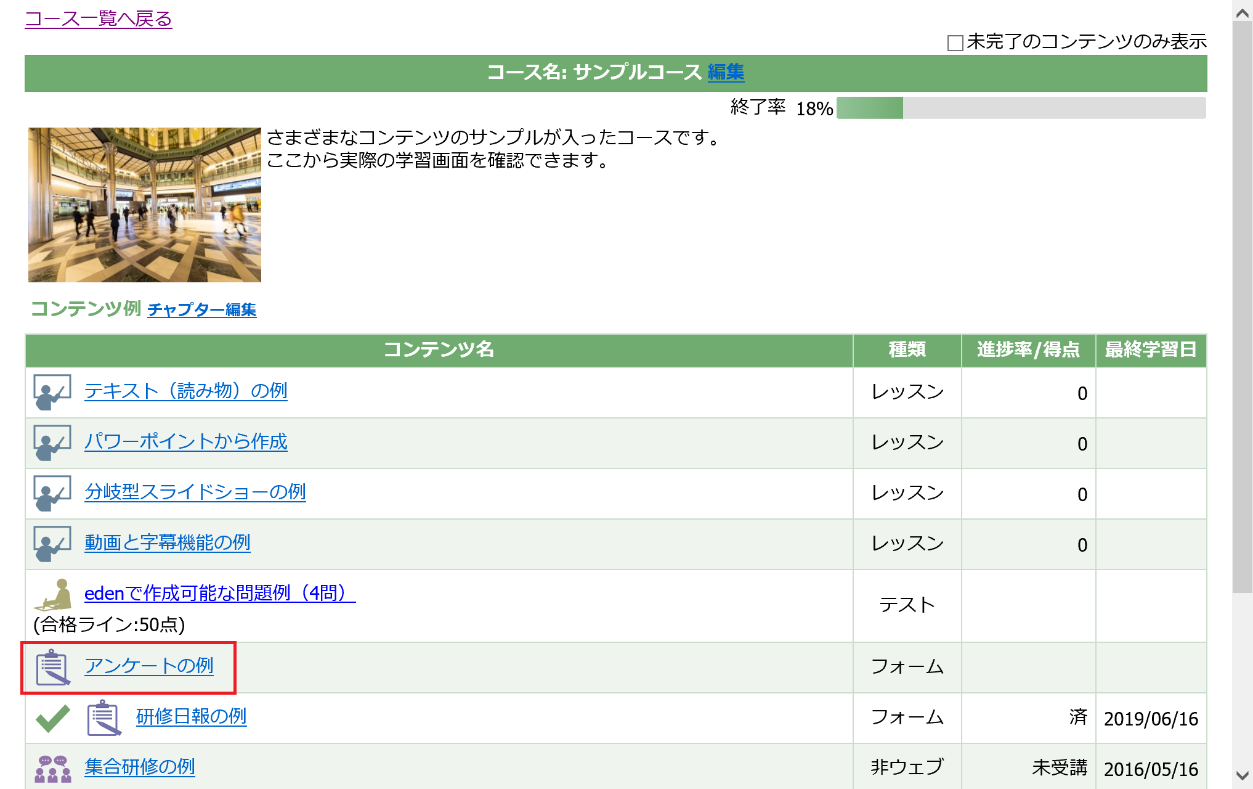 コース一覧へ戻る
未完了のコンテンツのみ表示
コース名: サンプルコース 編集
終了率 18%
さまざまなコンテンツのサンプルが入ったコースです。
ここから実際の学習画面を確認できます。
コンテンツ例 チャプター編集
コンテンツ名 種類 進捗率/得点 最終学習日
テキスト（読み物）の例 レッスン 0
パワーポイントから作成 レッスン 0
分岐型スライドショーの例 レッスン 0
動画と字幕機能の例 レッスン 0
edenで作成可能な問題例（4問） テスト
(合格ライン:50点)
アンケートの例 フォーム
研修日報の例 フォーム 済 2019/06/16
集合研修の例 非ウェブ 未受講 2016/05/16